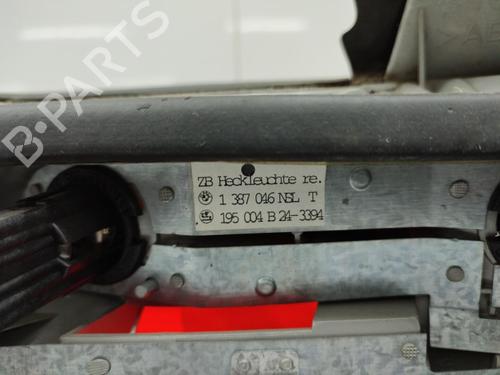 B-PARTS
ZB Heckleuchte re.
1 387 046 NSL T
195 004 B 24-3394